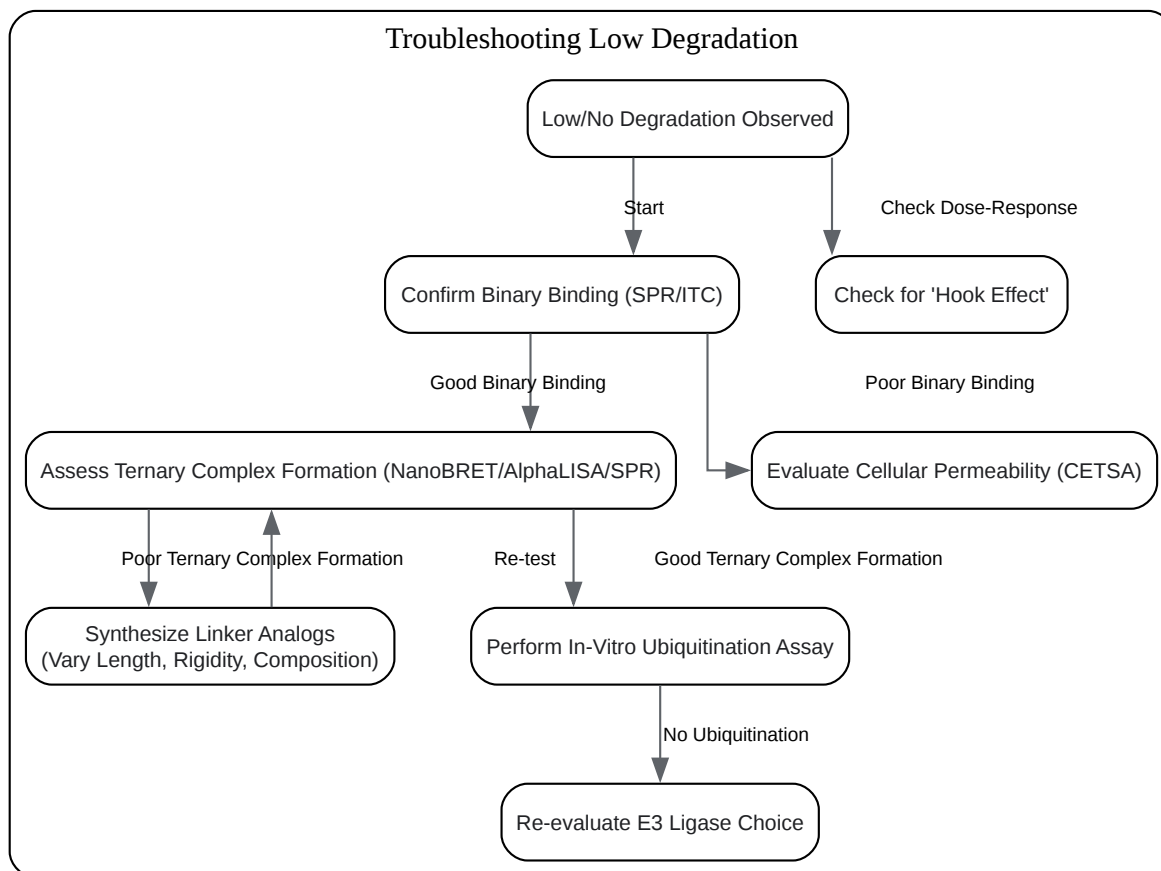 Troubleshooting Low Degradation
Low/No Degradation Observed
Start
Check Dose-Response
Confirm Binary Binding (SPR/ITC)
Check for 'Hook Effect'
Good Binary Binding
Poor Binary Binding
Assess Ternary Complex Formation (NanoBRET/AlphaLISA/SPR)
Evaluate Cellular Permeability (CETSA)
Poor Ternary Complex Formation
Re-test
Good Ternary Complex Formation
Synthesize Linker Analogs
(Vary Length, Rigidity, Composition)
Perform In-Vitro Ubiquitination Assay
No Ubiquitination
Re-evaluate E3 Ligase Choice